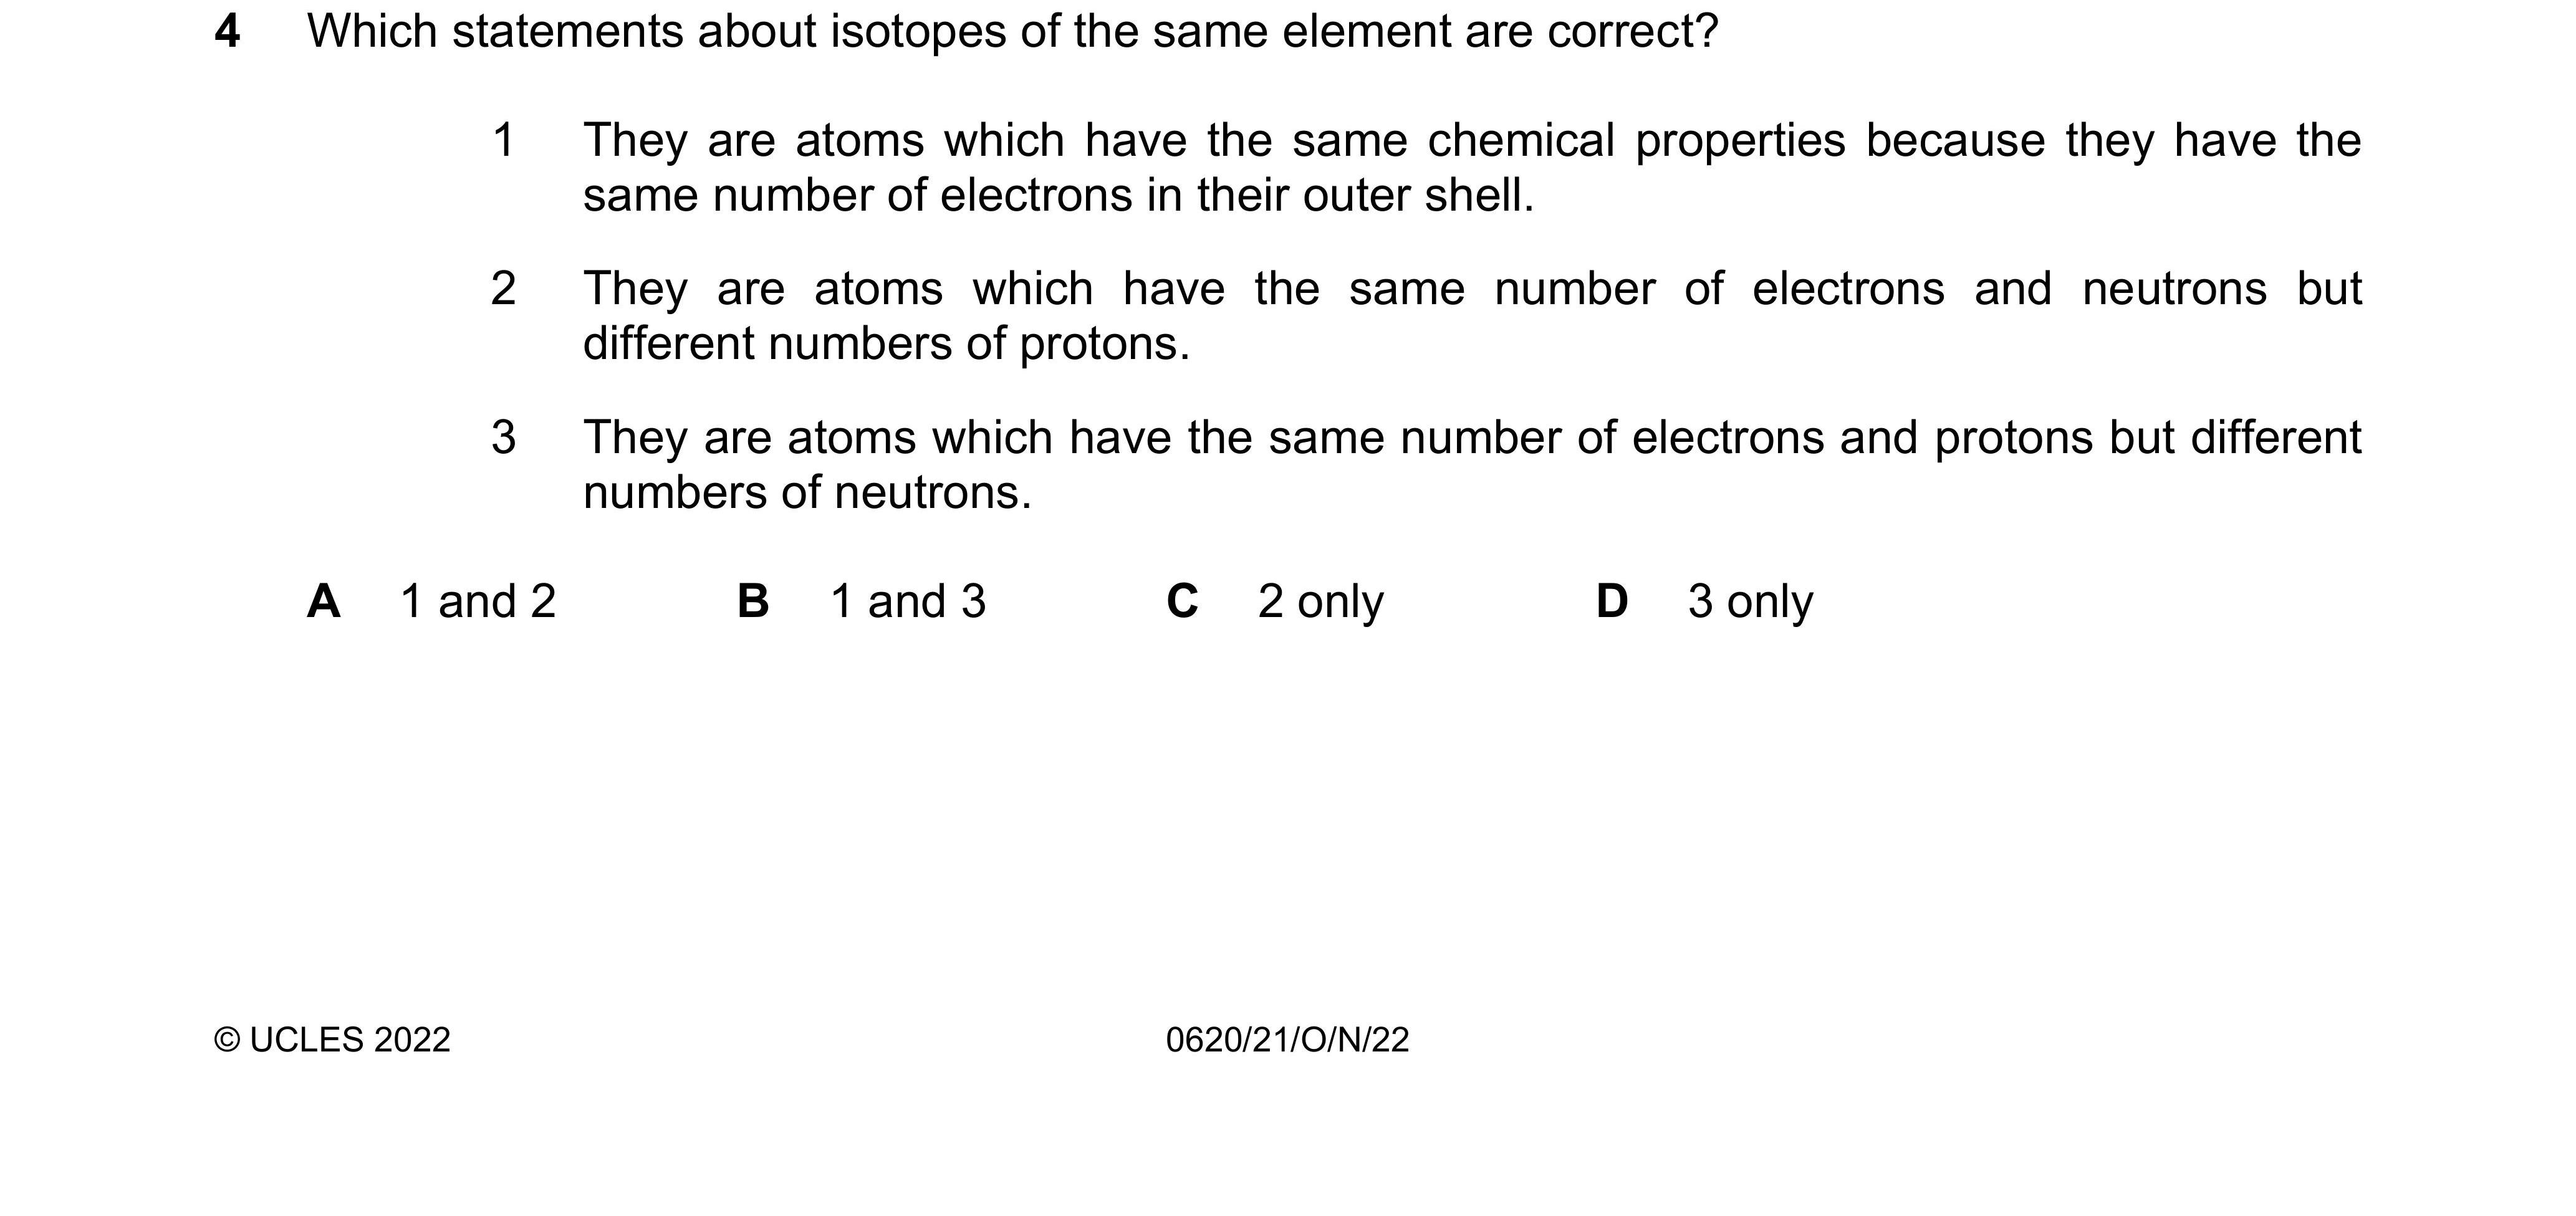 4 Which statements about isotopes of the same element are correct?
1 They are atoms which have the same chemical properties because they have the
same number of electrons in their outer shell.
2 They are atoms which have the same number of electrons and neutrons but
different numbers of protons.
3 They are atoms which have the same number of electrons and protons but different
numbers of neutrons.
A 1 and 2 B 1 and 3 C 2 only D 3 only
© UCLES 2022 0620/21/O/N/22